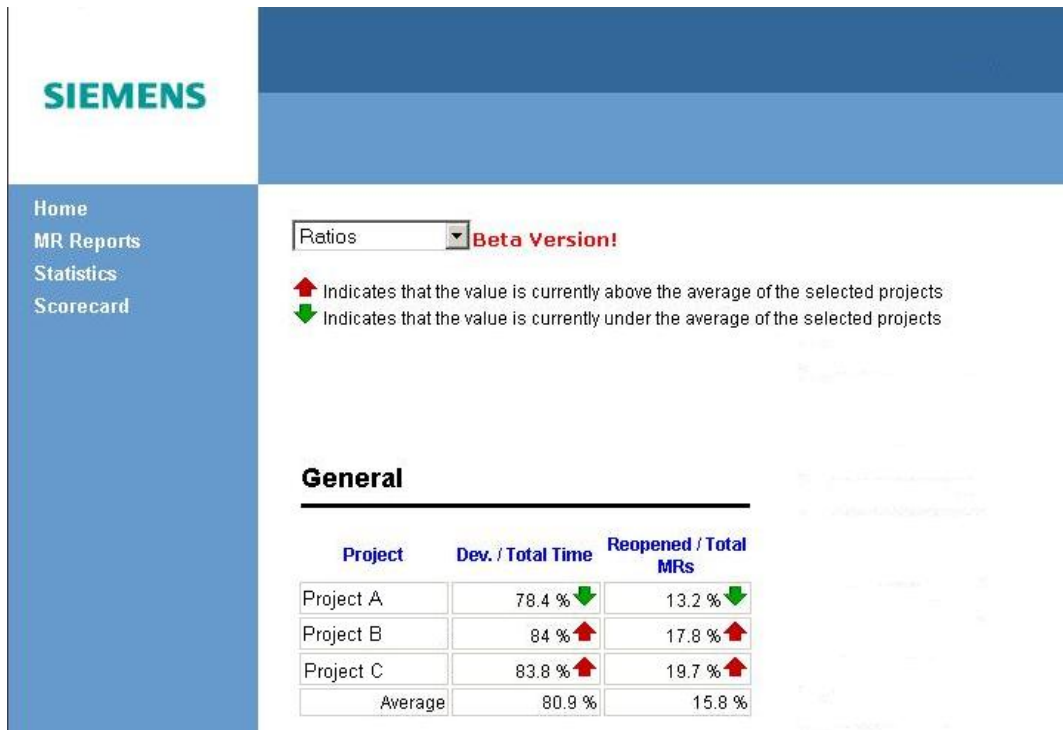 SIEMENS
Home
MR Reports
Statistics
Scorecard
Ratios Beta Version!
Indicates that the value is currently above the average of the selected projects
Indicates that the value is currently under the average of the selected projects
General
Project Dev. / Total Time Reopened / Total
MRs
Project A 78.4 % 13.2 %
Project B 84 % 17.8 %
Project C 83.8 % 19.7 %
Average 80.9 % 15.8 %